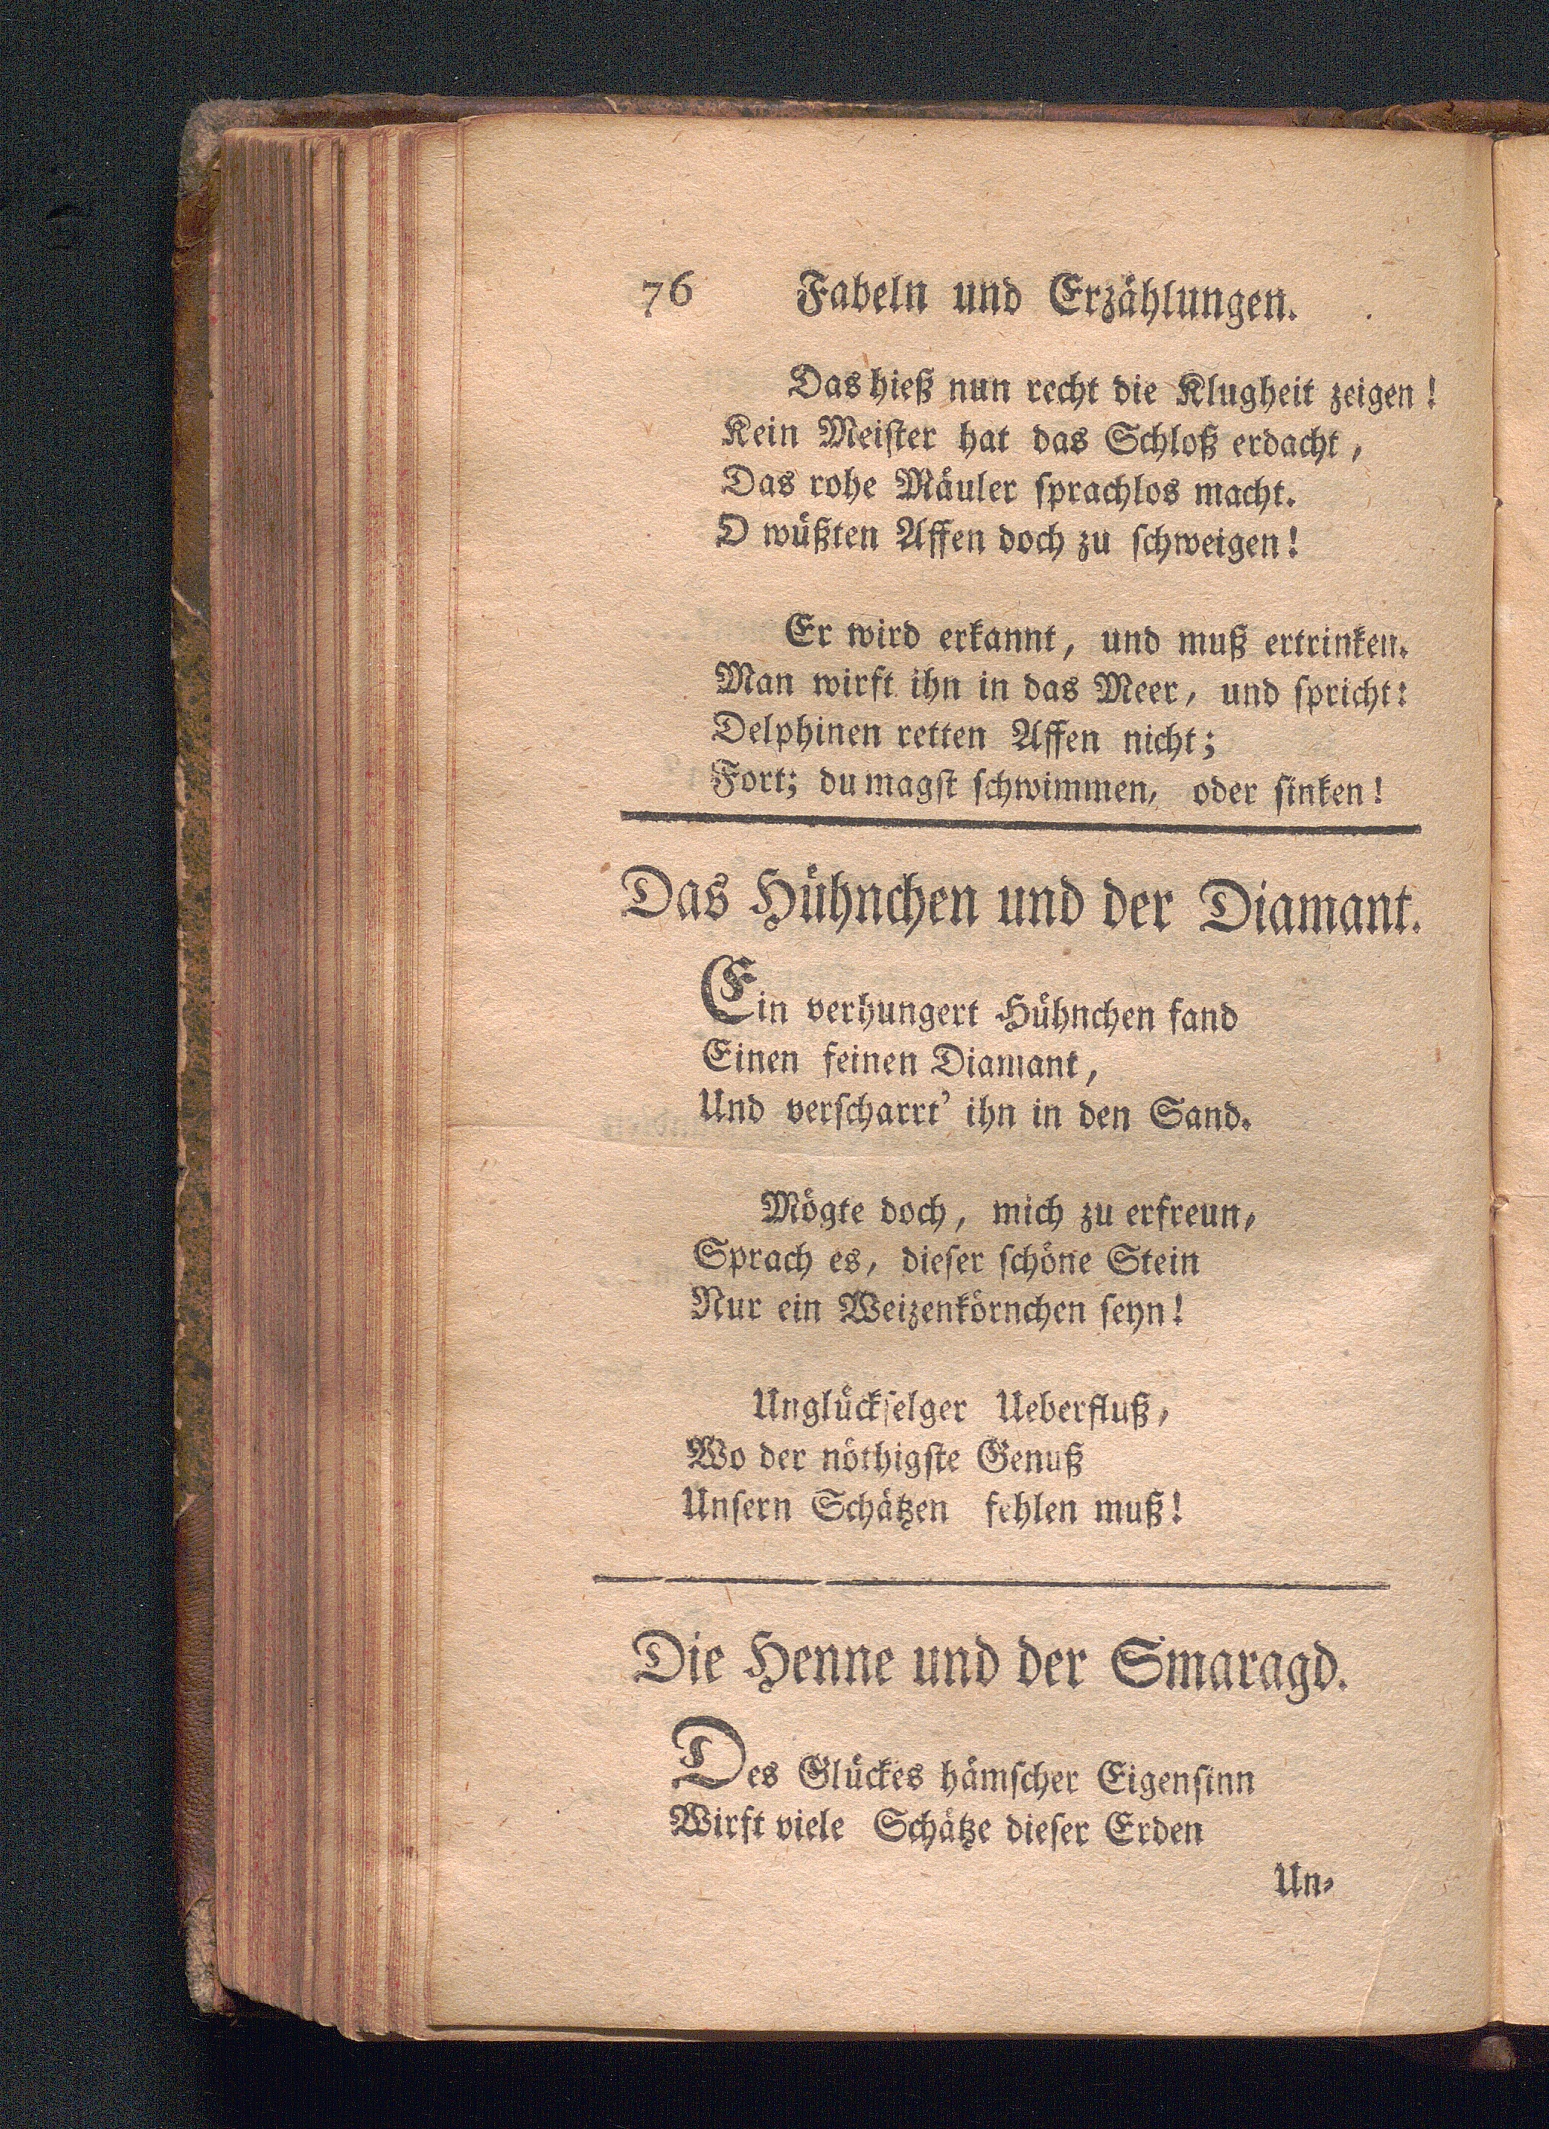 76 Fabeln und Erzählungen.
Das hieß nun recht die Klugheit zeigen!
Kein Meiſter hat das Schloß erdacht,
Das rohe Mäuler ſprachlos macht.
O wüßten Affen doch zu ſchweigen!
Er wird erkannt, und muß ertrinken.
Man wirft ihn in das Meer, und ſpricht:
Delphinen retten Affen nicht;
Fort; du magſt ſchwimmen, oder ſinken!
Das Hühnchen und der Diamant.
Ein verhungert Hühnchen fand
Einen feinen Diamant,
Und verſcharrt' ihn in den Sand.
Mögte doch, mich zu erfreun,
Sprach es, dieſer ſchöne Stein
Nur ein Weizenkörnchen ſeyn!
Unglückſelger Ueberfluß,
Wo der nöthigſte Genuß
Unſern Schätzen fehlen muß!
Die Henne und der Smaragd.
Des Glückes hämſcher Eigenſinn
Wirft viele Schätze dieſer Erden
Un-